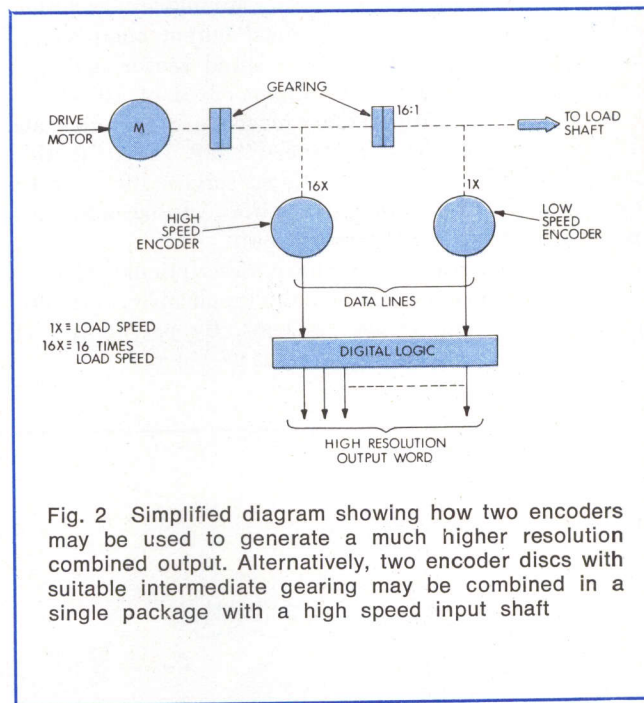 GEARING
16:1
DRIVE
MOTOR
M
TO LOAD
SHAFT
16X
1X
HIGH
SPEED
ENCODER
LOW
SPEED
ENCODER
DATA LINES
1X ≡ LOAD SPEED
16X ≡ 16 TIMES
LOAD SPEED
DIGITAL LOGIC
HIGH RESOLUTION
OUTPUT WORD
Fig. 2 Simplified diagram showing how two encoders
may be used to generate a much higher resolution
combined output. Alternatively, two encoder discs with
suitable intermediate gearing may be combined in a
single package with a high speed input shaft